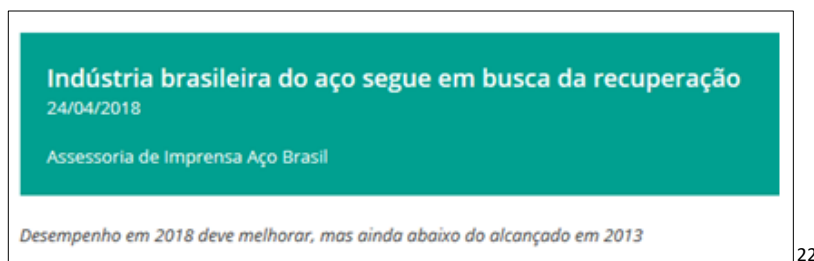 Indústria brasileira do aço segue em busca da recuperação
24/04/2018
Assessoria de Imprensa Aço Brasil
Desempenho em 2018 deve melhorar, mas ainda abaixo do alcançado em 2013
22